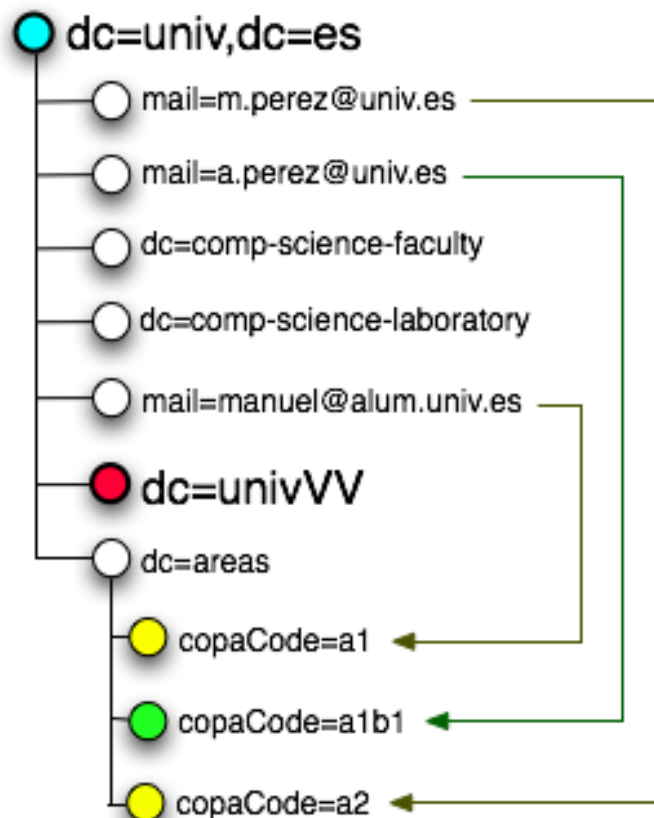 dc=univ,dc=es
mail=m.perez@univ.es
mail=a.perez@univ.es
dc=comp-science-faculty
dc=comp-science-laboratory
mail=manuel@alum.univ.es
dc=univVV
dc=areas
copaCode=a1
copaCode=a1b1
copaCode=a2